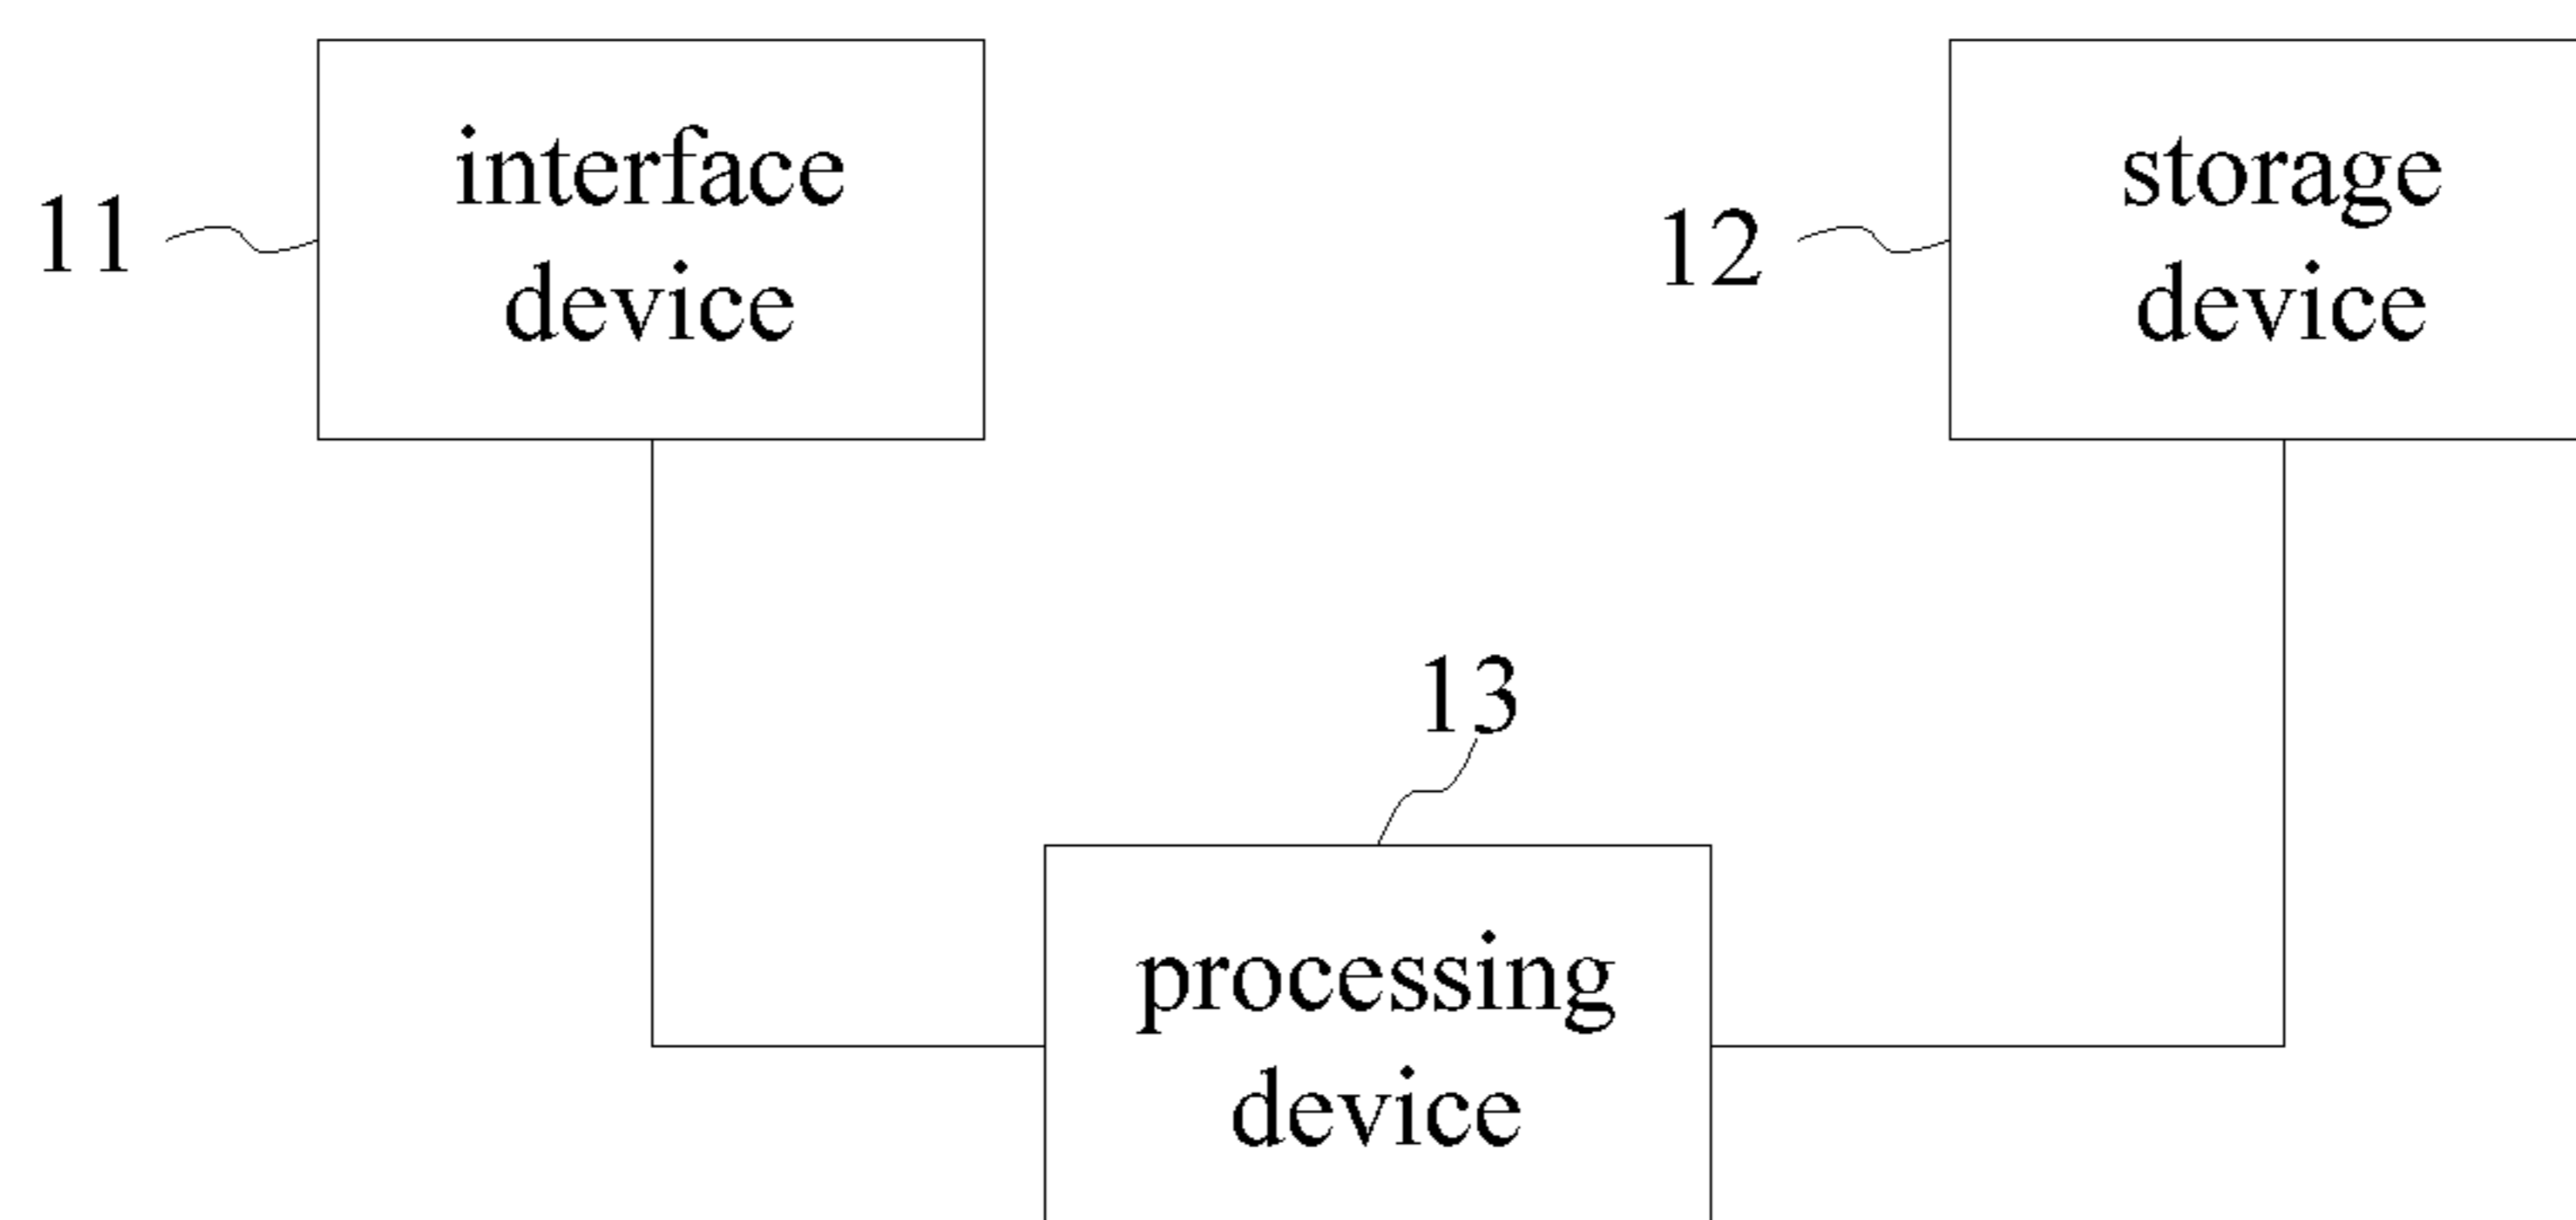 11
interface
device
12
storage
device
13
processing
device